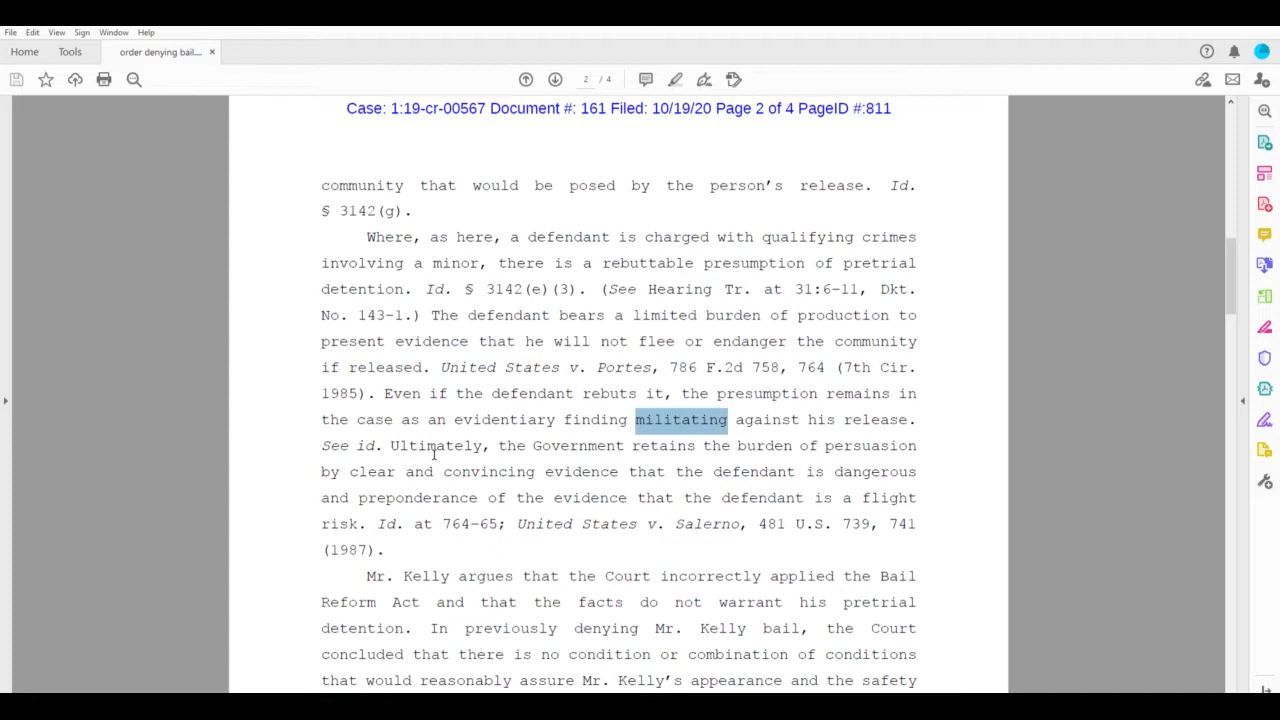 File Edit View Sign Window Help
Home Tools order denying bail... ×
2 / 4
Case: 1:19-cr-00567 Document #: 161 Filed: 10/19/20 Page 2 of 4 PageID #:811
community that would be posed by the person’s release. Id.
§ 3142(g).
Where, as here, a defendant is charged with qualifying crimes
involving a minor, there is a rebuttable presumption of pretrial
detention. Id. § 3142(e)(3). (See Hearing Tr. at 31:6–11, Dkt.
No. 143-1.) The defendant bears a limited burden of production to
present evidence that he will not flee or endanger the community
if released. United States v. Portes, 786 F.2d 758, 764 (7th Cir.
1985). Even if the defendant rebuts it, the presumption remains in
the case as an evidentiary finding militating against his release.
See id. Ultimately, the Government retains the burden of persuasion
by clear and convincing evidence that the defendant is dangerous
and preponderance of the evidence that the defendant is a flight
risk. Id. at 764–65; United States v. Salerno, 481 U.S. 739, 741
(1987).
Mr. Kelly argues that the Court incorrectly applied the Bail
Reform Act and that the facts do not warrant his pretrial
detention. In previously denying Mr. Kelly bail, the Court
concluded that there is no condition or combination of conditions
that would reasonably assure Mr. Kelly’s appearance and the safety